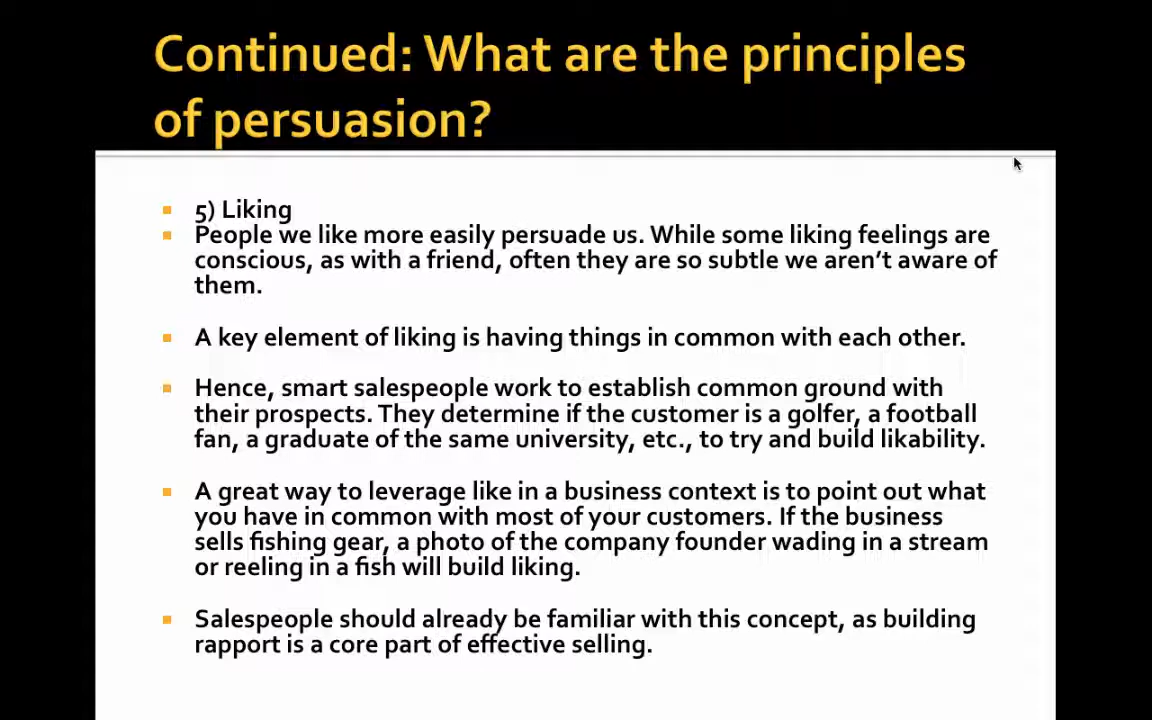 Continued: What are the principles
of persuasion?
5) Liking
People we like more easily persuade us. While some liking feelings are
conscious, as with a friend, often they are so subtle we aren’t aware of
them.
A key element of liking is having things in common with each other.
Hence, smart salespeople work to establish common ground with
their prospects. They determine if the customer is a golfer, a football
fan, a graduate of the same university, etc., to try and build likability.
A great way to leverage like in a business context is to point out what
you have in common with most of your customers. If the business
sells fishing gear, a photo of the company founder wading in a stream
or reeling in a fish will build liking.
Salespeople should already be familiar with this concept, as building
rapport is a core part of effective selling.